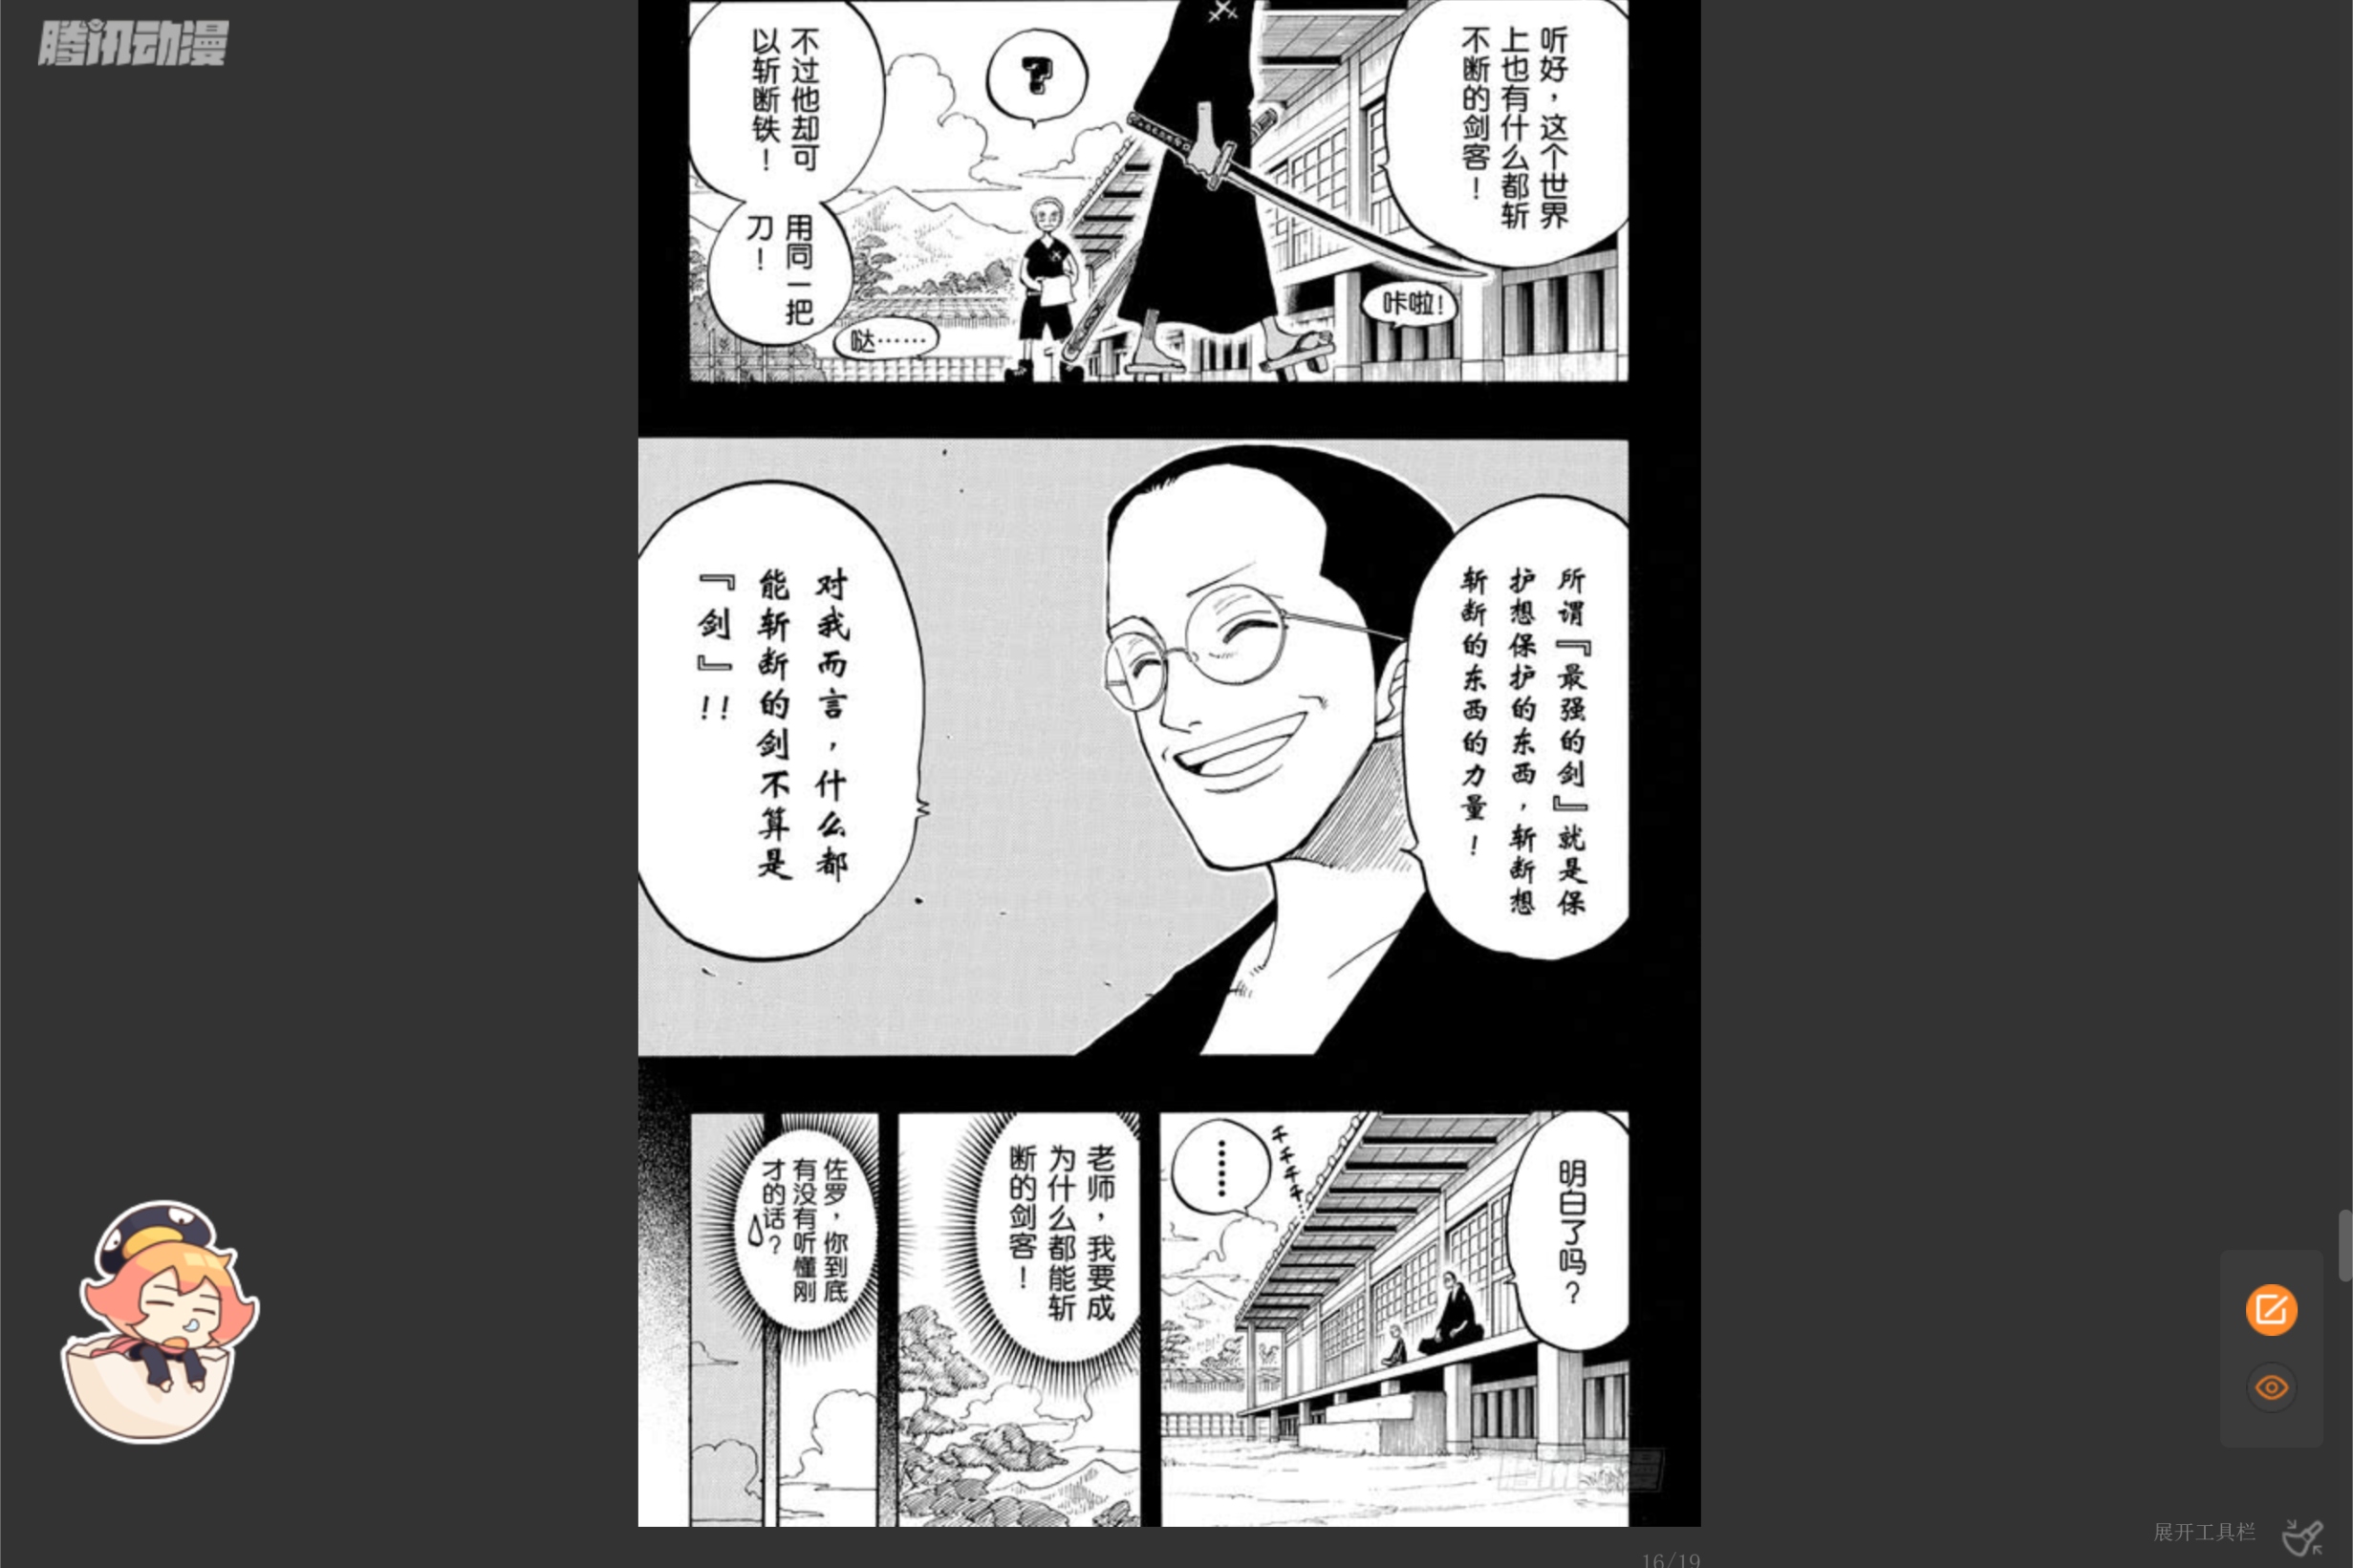 腾讯动漫
听好，这个世界
上也有什么都斩
不断的剑客！
咔啦！
?
不过他却可
以斩断铁！
用同一把
刀！
哒……
所谓『最强的剑』就是保
护想保护的东西，斩断想
斩断的东西的力量！
对我而言，什么都
能斩断的剑不算是
『剑』!!
明白了吗？
チチチチ…
……
老师，我要成
为什么都能斩
断的剑客！
佐罗，你到底
有没有听懂刚
才的话？
展开工具栏
16/19